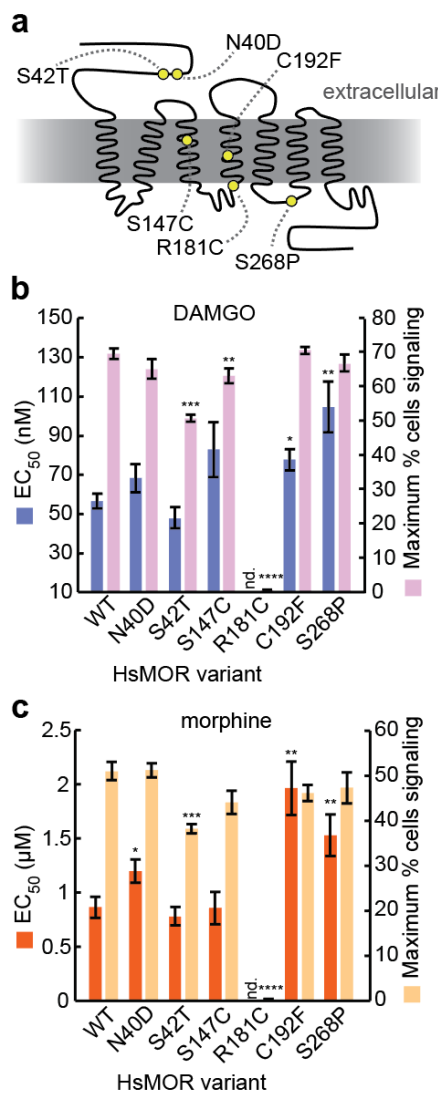 a
N40D
S42T
C192F
extracellular
S147C
R181C
S268P
b
DAMGO
150
130
110
90
70
50
30
10
EC50 (nM)
80
70
60
50
40
30
20
10
0
Maximum % cells signaling
***
**
nd.
****
*
**
WT
N40D
S42T
S147C
R181C
C192F
S268P
HsMOR variant
c
morphine
2.5
2
1.5
1
0.5
0
EC50 (µM)
60
50
40
30
20
10
0
Maximum % cells signaling
*
***
nd.
****
**
**
WT
N40D
S42T
S147C
R181C
C192F
S268P
HsMOR variant